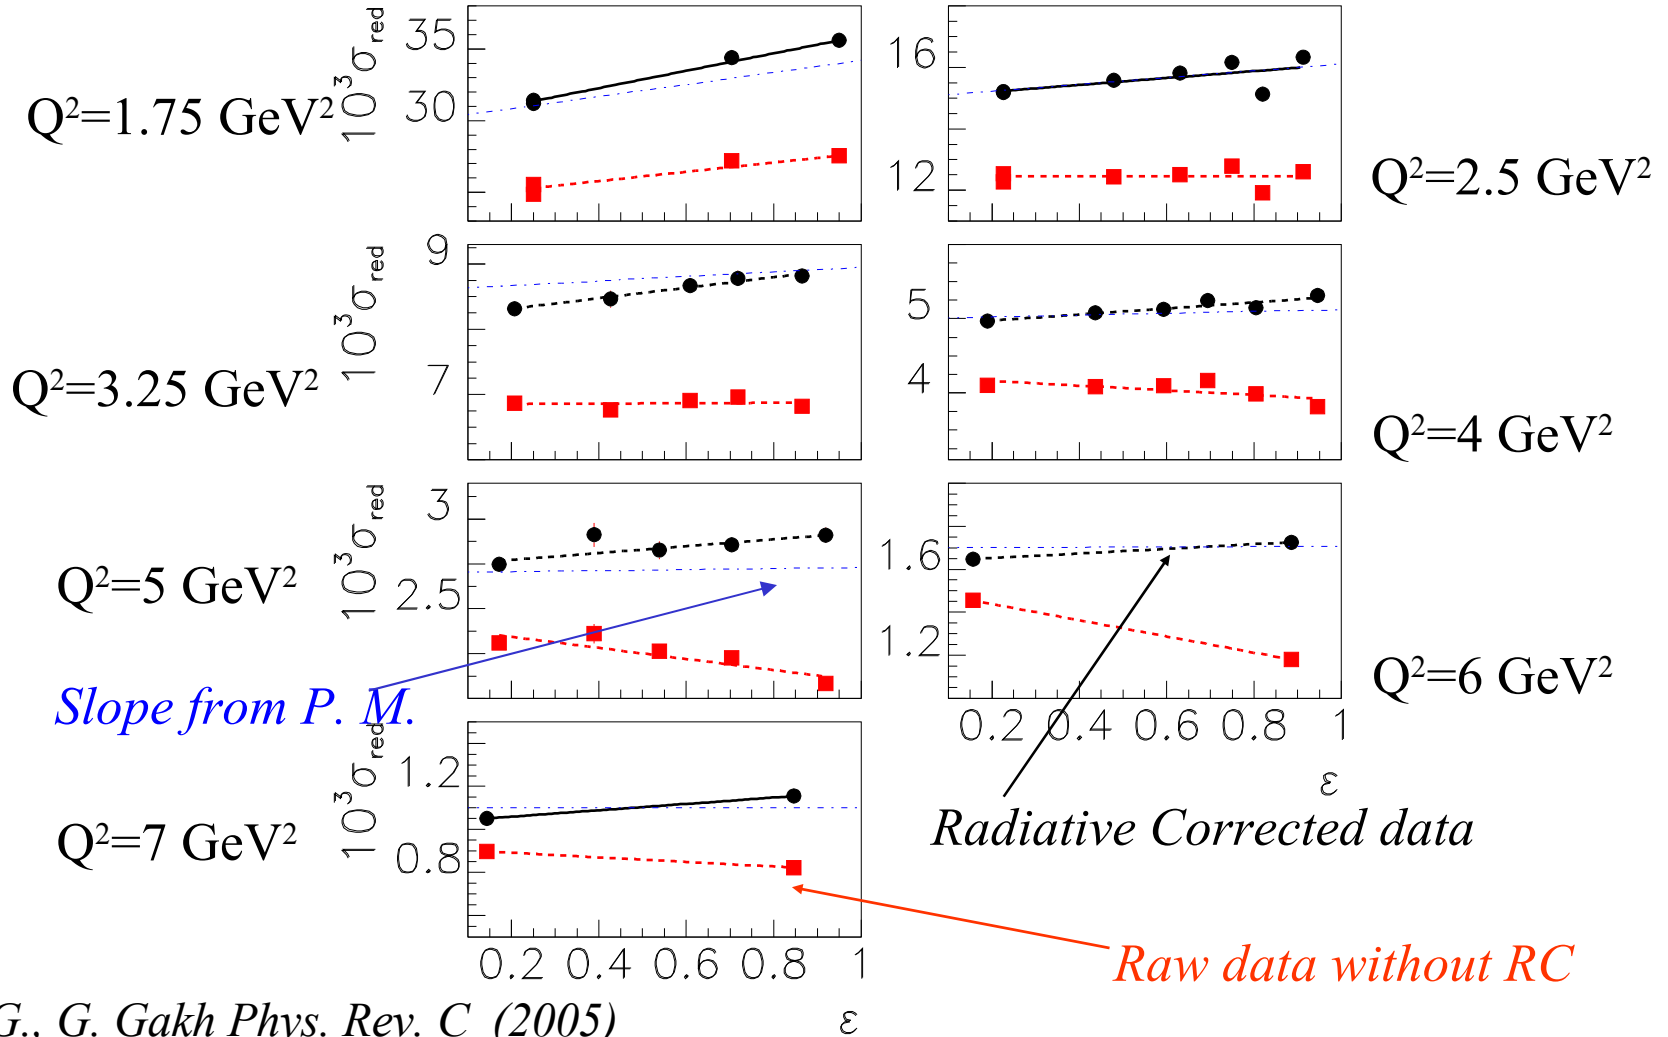 35
30
10³σred
Q²=1.75 GeV²
16
12
Q²=2.5 GeV²
9
7
10³σred
Q²=3.25 GeV²
5
4
Q²=4 GeV²
3
2.5
10³σred
Q²=5 GeV²
1.6
1.2
Q²=6 GeV²
0.2 0.4 0.6 0.8 1
ε
Slope from P. M.
1.2
0.8
10³σred
Q²=7 GeV²
Radiative Corrected data
Raw data without RC
0.2 0.4 0.6 0.8 1
ε
G., G. Gakh Phys. Rev. C (2005)